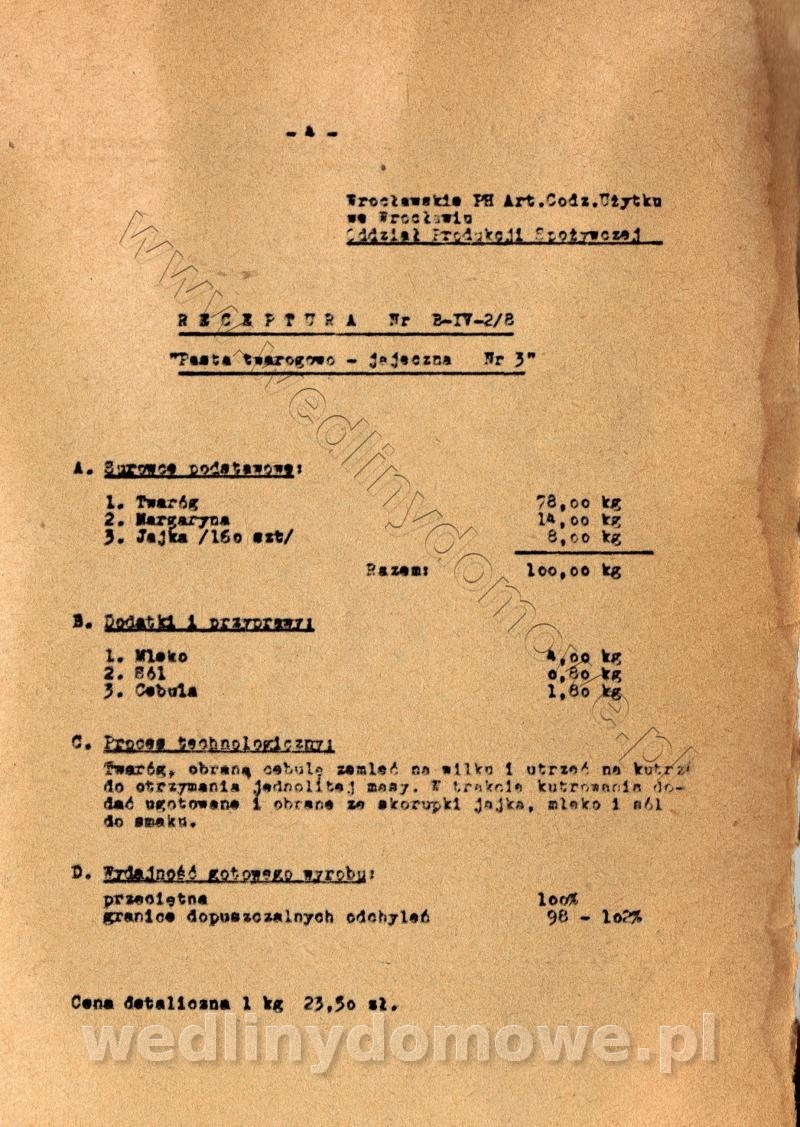 - 4 -
Wrocławskie PH Art.Codz.Użytku
we Wrocławiu
Oddział Produkcji Spożywczej
R E C E P T U R A Nr B-IV-2/8
"Pasta twarogowo - jajeczna Nr 3"
A. Surowce podstawowe:
1. Twaróg 78,00 kg
2. Margaryna 14,00 kg
3. Jajka /160 szt/ 8,00 kg
Razem: 100,00 kg
B. Dodatki i przyprawy:
1. Mleko 4,00 kg
2. Sól 0,80 kg
3. Cebula 1,80 kg
C. Proces technologiczny:
Twaróg, obraną cebulę zemleć na wilku i utrzeć na kutrze
do otrzymania jednolitej masy. W trakcie kutrowania do-
dać ugotowane i obrane ze skorupki jajka, mleko i sól
do smaku.
D. Wydajność gotowego wyrobu:
przeciętna 100%
granice dopuszczalnych odchyleń 98 - 102%
Cena detaliczna 1 kg 23,50 zł.
www.wedlinydomowe.pl
wedlinydomowe.pl